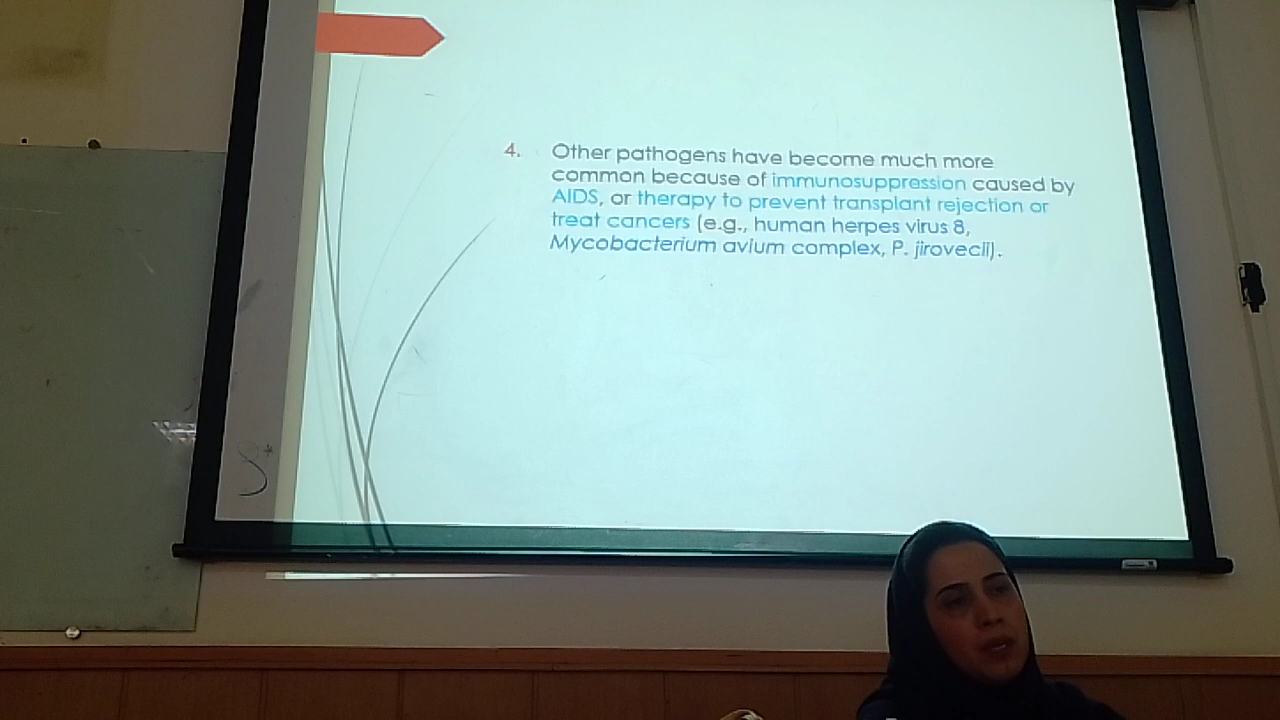 4. Other pathogens have become much more
common because of immunosuppression caused by
AIDS, or therapy to prevent transplant rejection or
treat cancers (e.g., human herpes virus 8,
Mycobacterium avium complex, P. jirovecii).